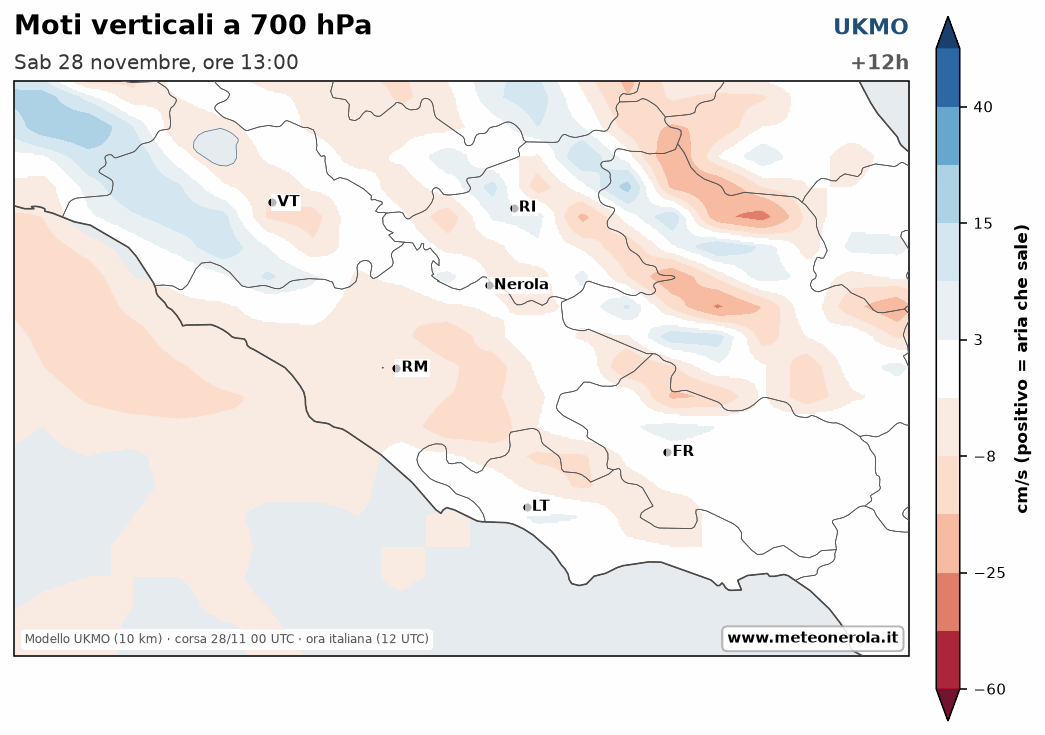 Moti verticali a 700 hPa
UKMO
Sab 28 novembre, ore 13:00
+12h
40
15
3
−8
−25
−60
cm/s (positivo = aria che sale)
VT
RI
Nerola
RM
FR
LT
Modello UKMO (10 km) · corsa 28/11 00 UTC · ora italiana (12 UTC)
www.meteonerola.it